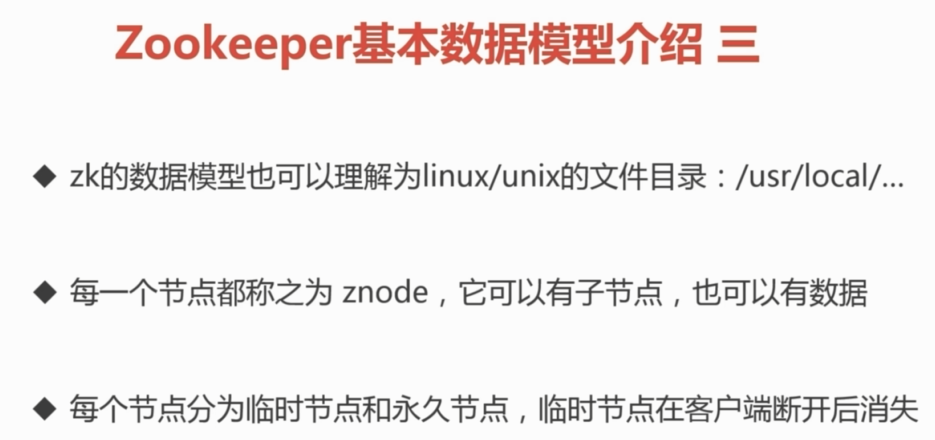 Zookeeper基本数据模型介绍 三
◆ zk的数据模型也可以理解为linux/unix的文件目录：/usr/local/...
◆ 每一个节点都称之为 znode，它可以有子节点，也可以有数据
◆ 每个节点分为临时节点和永久节点，临时节点在客户端断开后消失